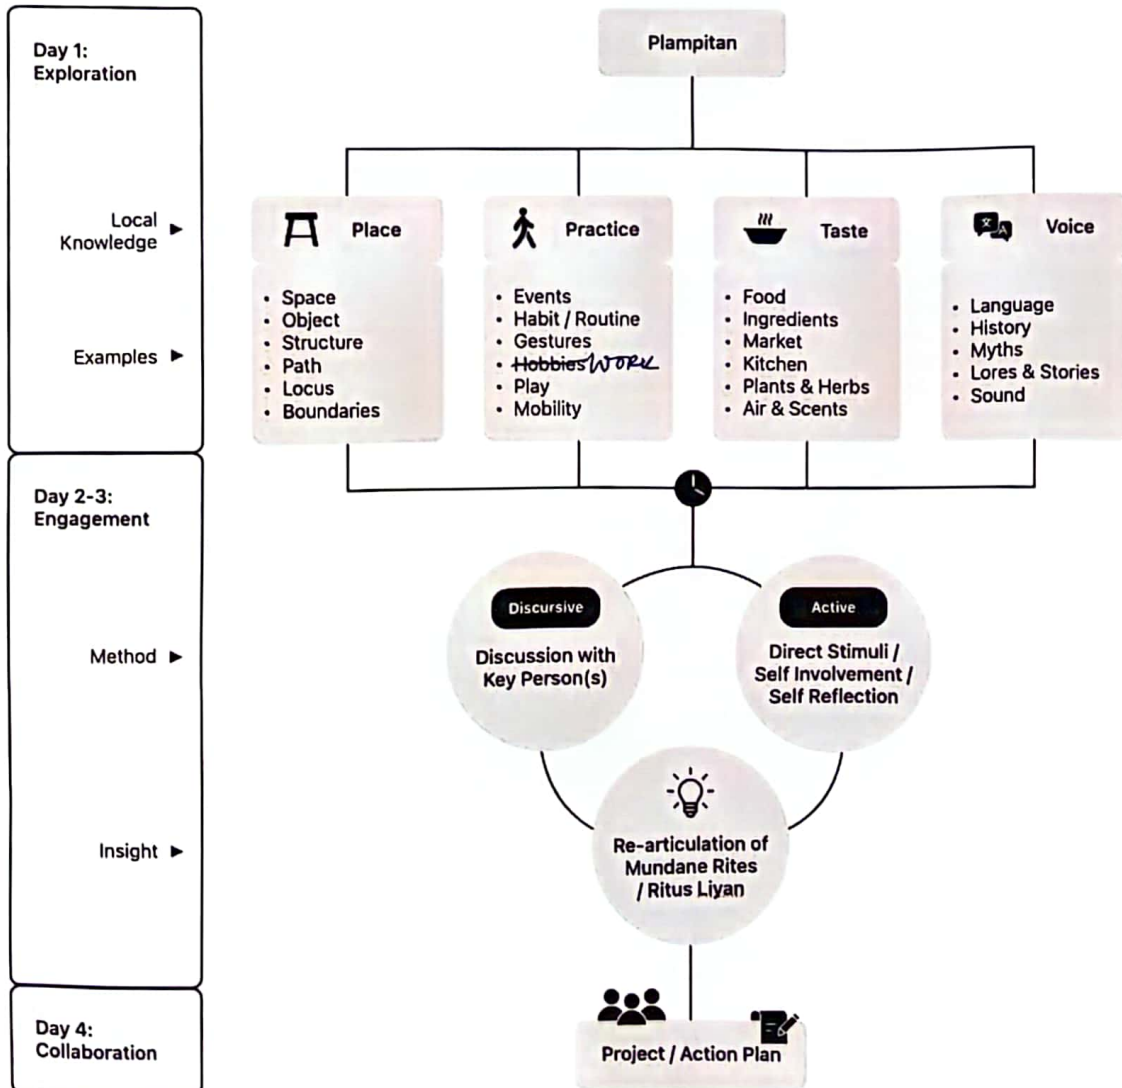 Day 1:
Exploration
Local
Knowledge
Examples
Plampitan
Place
• Space
• Object
• Structure
• Path
• Locus
• Boundaries
Practice
• Events
• Habit / Routine
• Gestures
• Hobbies WORK
• Play
• Mobility
Taste
• Food
• Ingredients
• Market
• Kitchen
• Plants & Herbs
• Air & Scents
Voice
• Language
• History
• Myths
• Lores & Stories
• Sound
Day 2-3:
Engagement
Method
Insight
Discursive
Discussion with
Key Person(s)
Active
Direct Stimuli /
Self Involvement /
Self Reflection
Re-articulation of
Mundane Rites
/ Ritus Liyan
Day 4:
Collaboration
Project / Action Plan